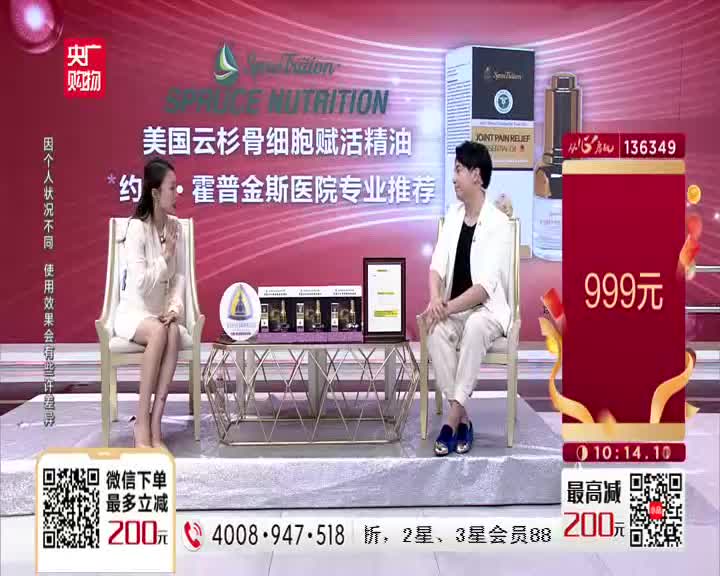 央广
购物
SpruceTrition
SPRUCE NUTRITION
美国云杉骨细胞赋活精油
*约
·霍普金斯医院专业推荐
因个人状况不同 使用效果会有些许差异
JOINT PAIN RELIEF
ESSENTIAL OIL
136349
999元
10:14.10
微信下单
最多立减
200元
4008·947·518
折，2星、3星会员88
最高减
200元